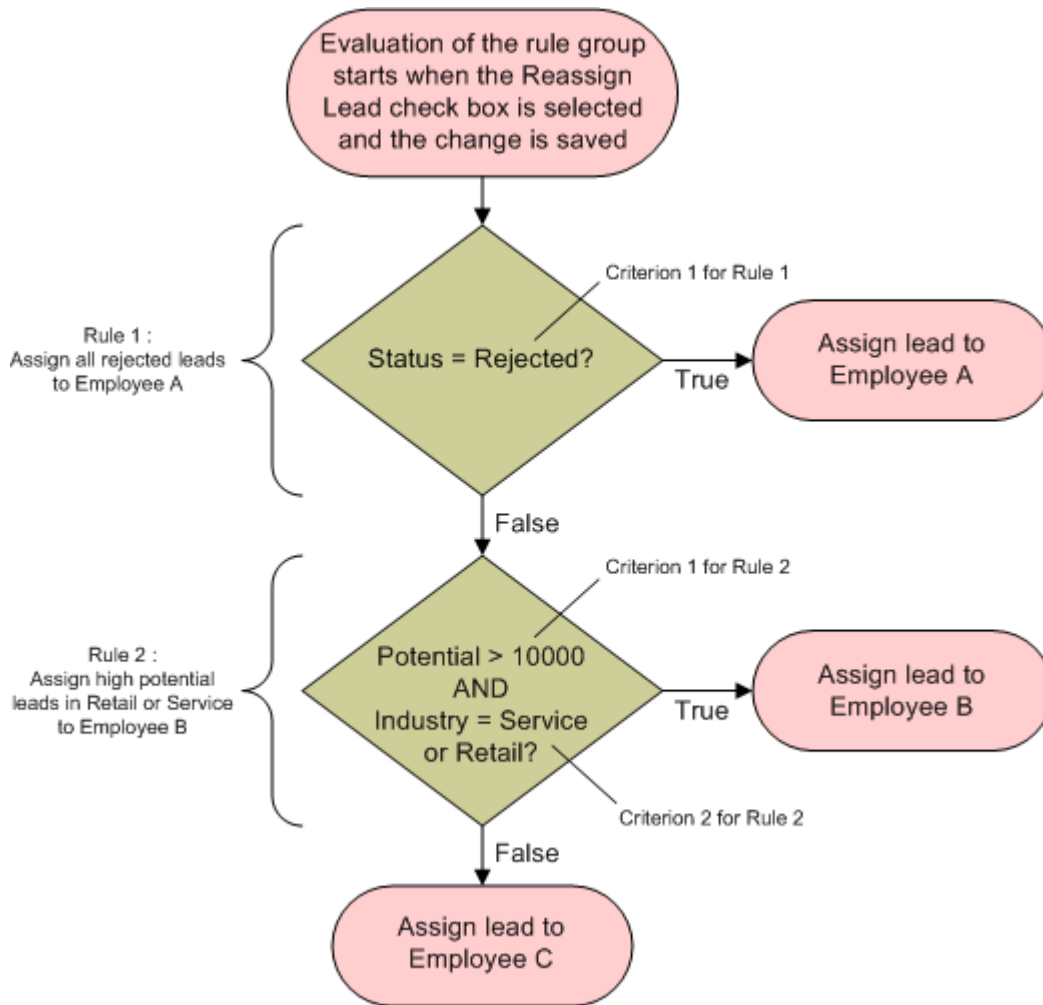 Evaluation of the rule group
starts when the Reassign
Lead check box is selected
and the change is saved
Criterion 1 for Rule 1
Rule 1 :
Assign all rejected leads
to Employee A
Status = Rejected?
True
Assign lead to
Employee A
False
Criterion 1 for Rule 2
Rule 2 :
Assign high potential
leads in Retail or Service
to Employee B
Potential > 10000
AND
Industry = Service
or Retail?
True
Assign lead to
Employee B
Criterion 2 for Rule 2
False
Assign lead to
Employee C